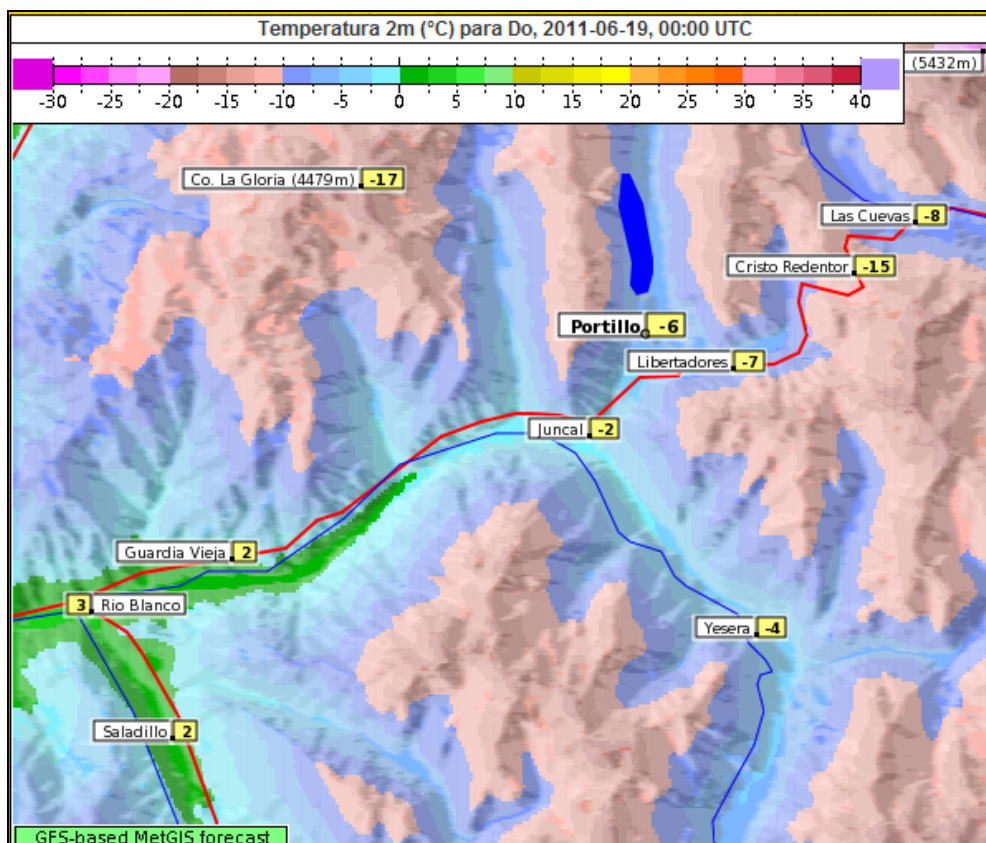 Temperatura 2m (°C) para Do, 2011-06-19, 00:00 UTC
-30 -25 -20 -15 -10 -5 0 5 10 15 20 25 30 35 40
(5432m)
Co. La Gloria (4479m) -17
Las Cuevas -8
Cristo Redentor -15
Portillo -6
Libertadores -7
Juncal -2
Guardia Vieja 2
3 Rio Blanco
Yesera -4
Saladillo 2
GFS-based MetGIS forecast